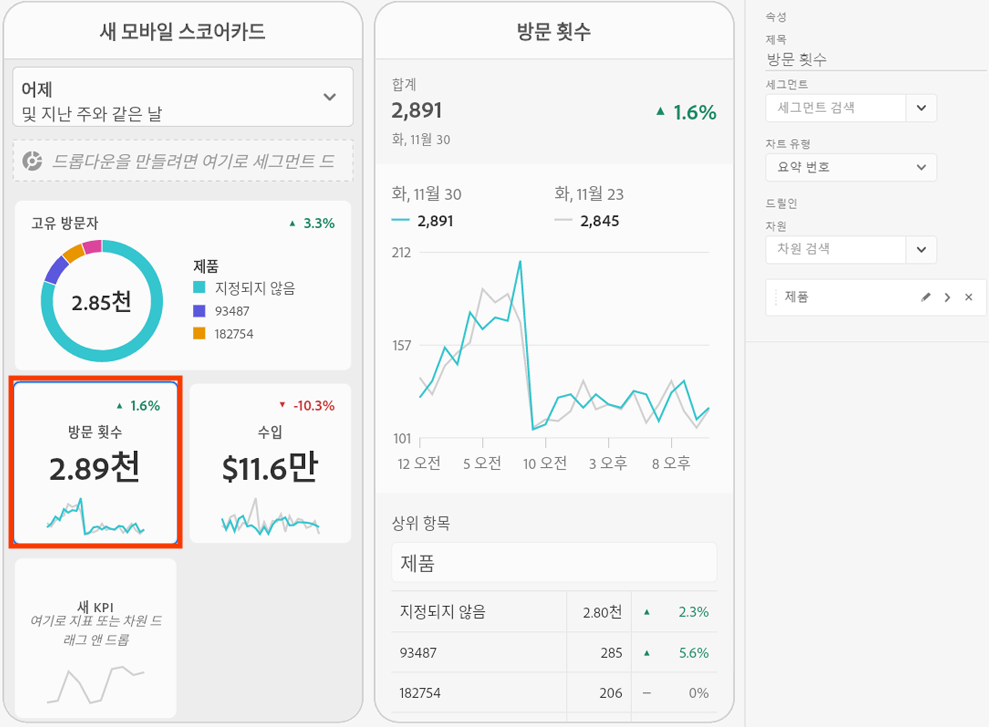 새 모바일 스코어카드
어제
및 지난 주와 같은 날
드롭다운을 만들려면 여기로 세그먼트 드
고유 방문자
▲ 3.3%
2.85천
제품
지정되지 않음
93487
182754
▲ 1.6%
방문 횟수
2.89천
▼ -10.3%
수입
$11.6만
새 KPI
여기로 지표 또는 차원 드
래그 앤 드롭
방문 횟수
합계
2,891
▲ 1.6%
화, 11월 30
화, 11월 30
2,891
화, 11월 23
2,845
212
157
101
12 오전 5 오전 10 오전 3 오후 8 오후
상위 항목
제품
지정되지 않음 2.80천 ▲ 2.3%
93487 285 ▲ 5.6%
182754 206 – 0%
속성
제목
방문 횟수
세그먼트
세그먼트 검색
차트 유형
요약 번호
드릴인
차원
차원 검색
제품